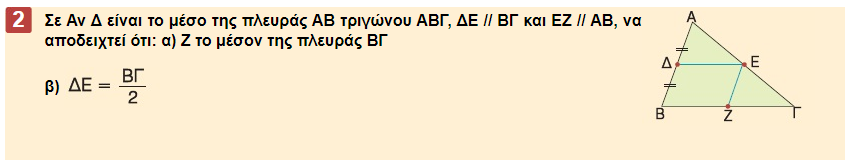 2 Σε Αν Δ είναι το μέσο της πλευράς ΑΒ τριγώνου ΑΒΓ, ΔΕ // ΒΓ και ΕΖ // ΑΒ, να
αποδειχτεί ότι: α) Ζ το μέσον της πλευράς ΒΓ
β) ΔΕ = ΒΓ/2
Α
Δ Ε
Β Ζ Γ